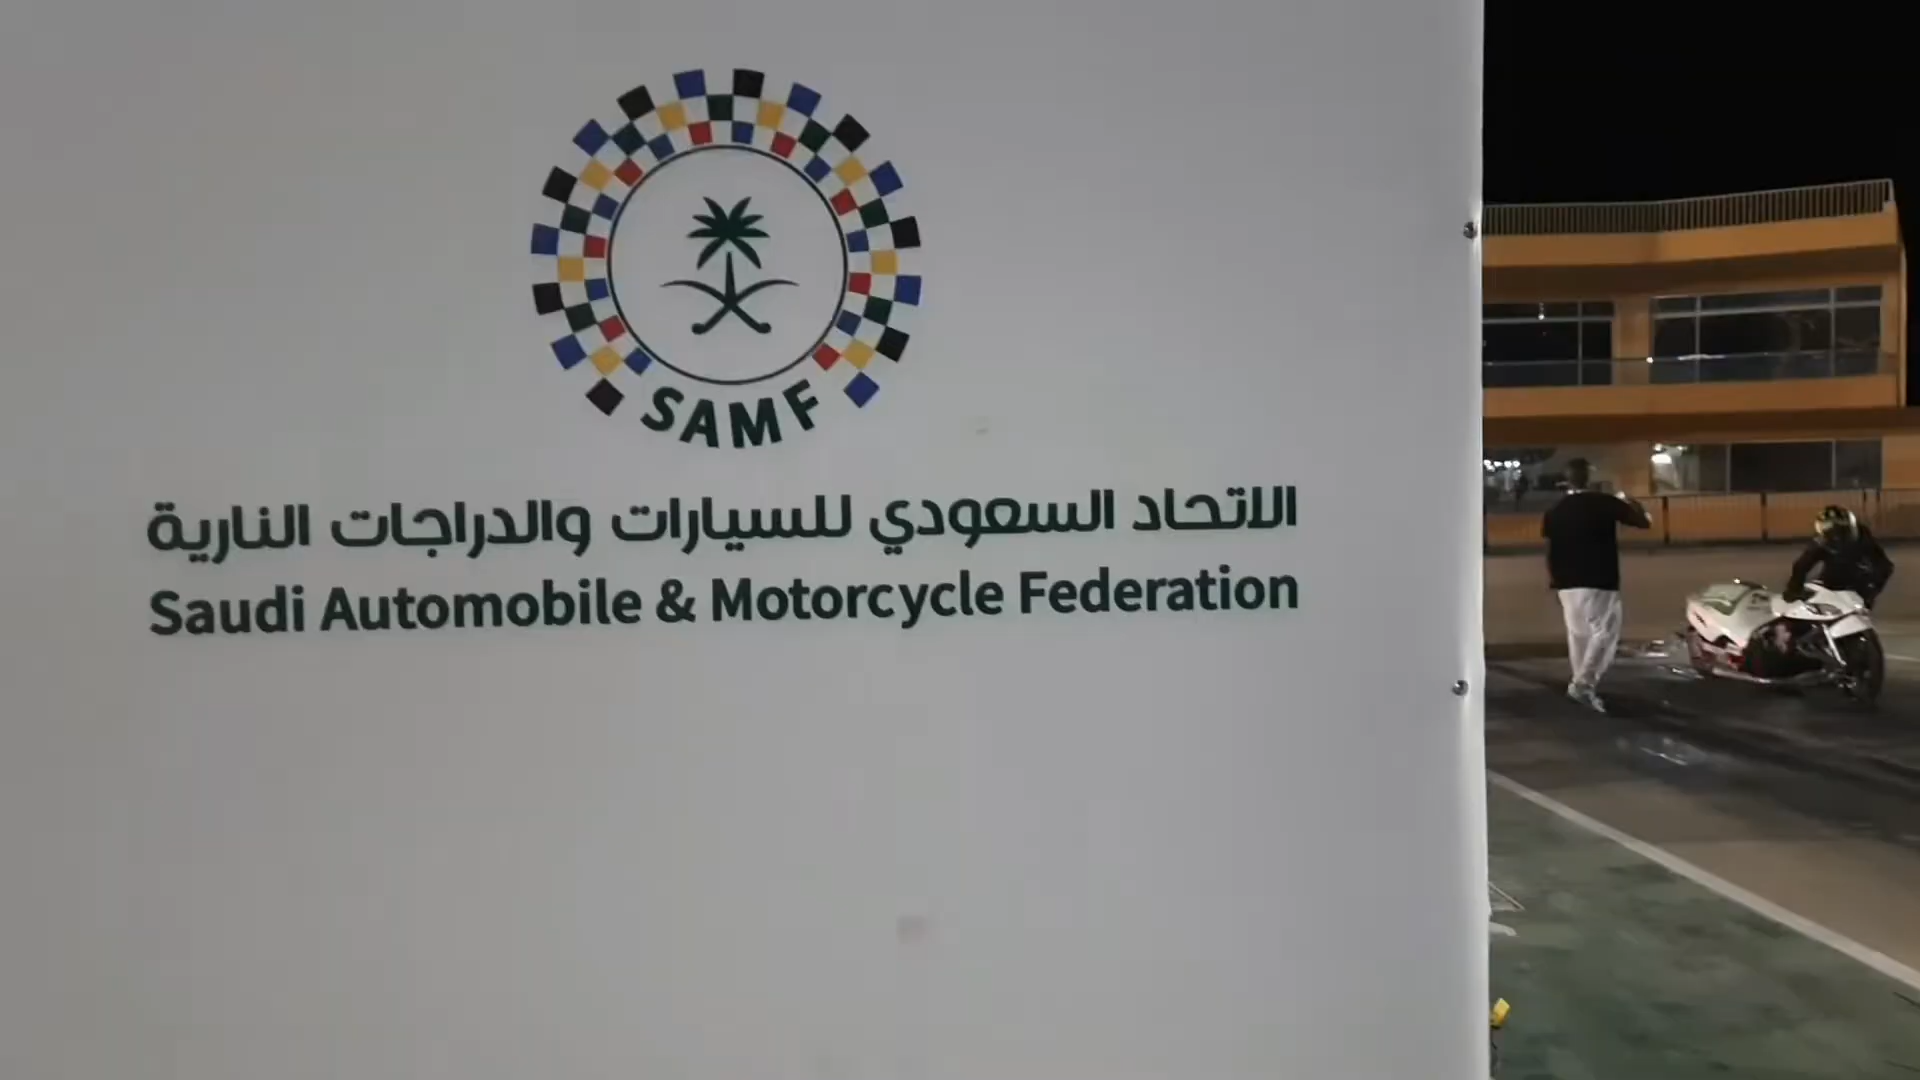 SAMF
الاتحاد السعودي للسيارات والدراجات النارية
Saudi Automobile & Motorcycle Federation